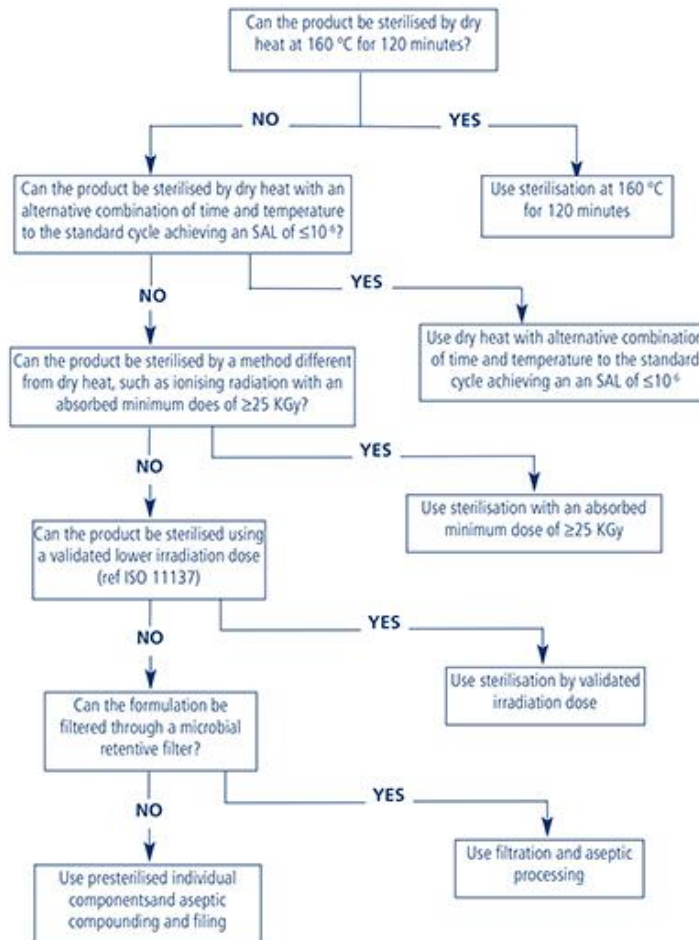 Can the product be sterilised by dry
heat at 160 ºC for 120 minutes?
NO
YES
Can the product be sterilised by dry heat with an
alternative combination of time and temperature
to the standard cycle achieving an SAL of ≤10⁻⁶?
Use sterilisation at 160 ºC
for 120 minutes
NO
YES
Can the product be sterilised by a method different
from dry heat, such as ionising radiation with an
absorbed minimum does of ≥25 KGy?
Use dry heat with alternative combination
of time and temperature to the standard
cycle achieving an an SAL of ≤10⁻⁶
NO
YES
Can the product be sterilised using
a validated lower irradiation dose
(ref ISO 11137)
Use sterilisation with an absorbed
minimum dose of ≥25 KGy
NO
YES
Can the formulation be
filtered through a microbial
retentive filter?
Use sterilisation by validated
irradiation dose
NO
YES
Use presterilised individual
componentsand aseptic
compounding and filing
Use filtration and aseptic
processing